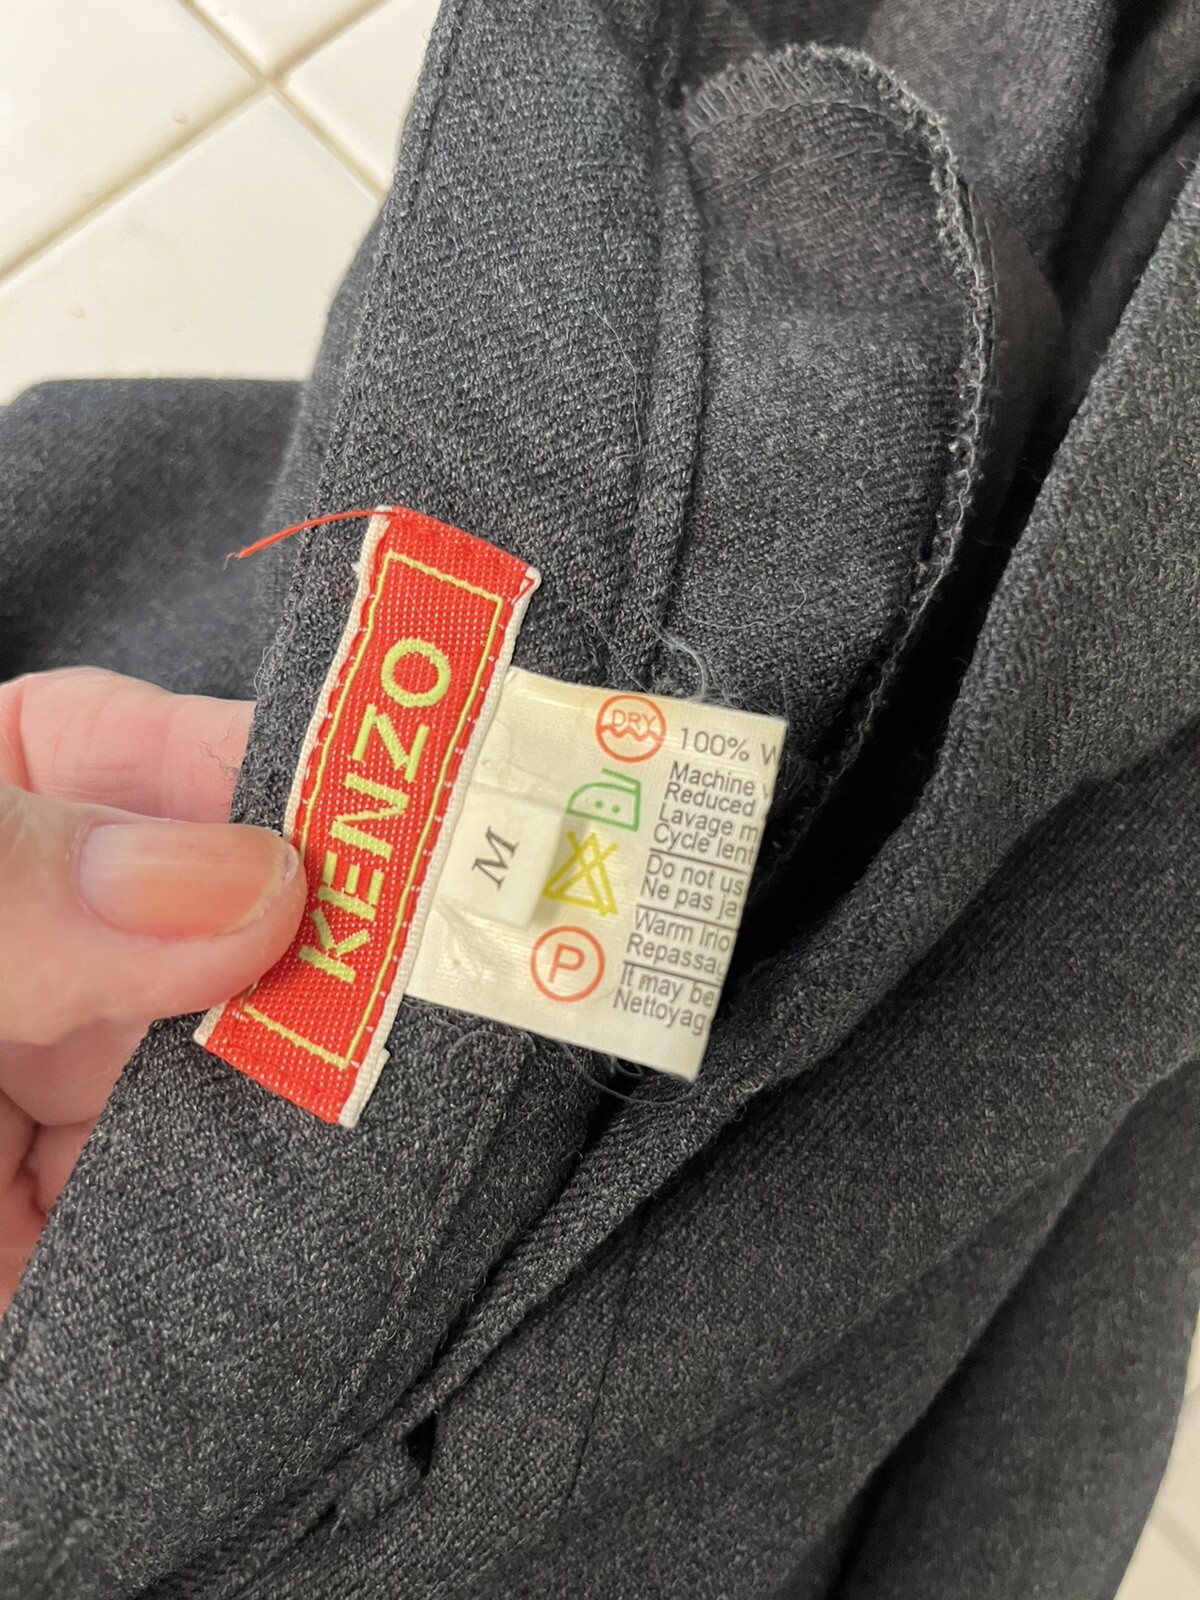 KENZO
M
DRY
100% W
Machine
Reduced
Lavage m
Cycle lent
Do not us
Ne pas ja
Warm Iro
Repassag
It may be
Nettoyag
P